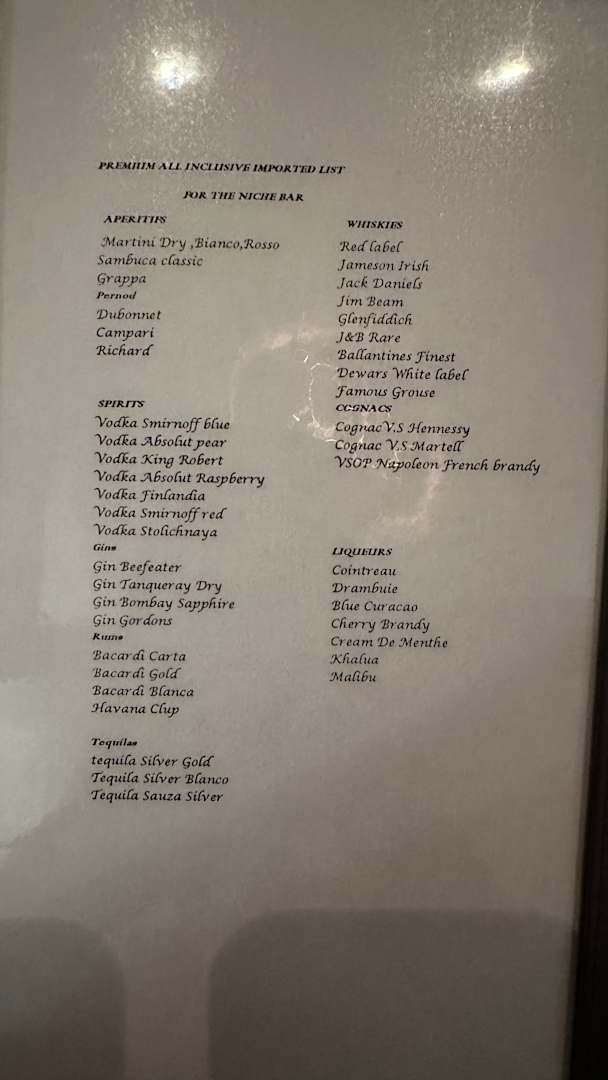 PREMIUM ALL INCLUSIVE IMPORTED LIST
FOR THE NICHE BAR
APERITIFS
Martini Dry ,Bianco,Rosso
Sambuca classic
Grappa
Pernod
Dubonnet
Campari
Richard
SPIRITS
Vodka Smirnoff blue
Vodka Absolut pear
Vodka King Robert
Vodka Absolut Raspberry
Vodka Finlandia
Vodka Smirnoff red
Vodka Stolichnaya
Gins
Gin Beefeater
Gin Tanqueray Dry
Gin Bombay Sapphire
Gin Gordons
Rums
Bacardi Carta
Bacardi Gold
Bacardi Blanca
Havana Clup
Tequilas
tequila Silver Gold
Tequila Silver Blanco
Tequila Sauza Silver
WHISKIES
Red label
Jameson Irish
Jack Daniels
Jim Beam
Glenfiddich
J&B Rare
Ballantines Finest
Dewars White label
Famous Grouse
COGNACS
Cognac V.S Hennessy
Cognac V.S Martell
VSOP Napoleon French brandy
LIQUEURS
Cointreau
Drambuie
Blue Curacao
Cherry Brandy
Cream De Menthe
Khalua
Malibu